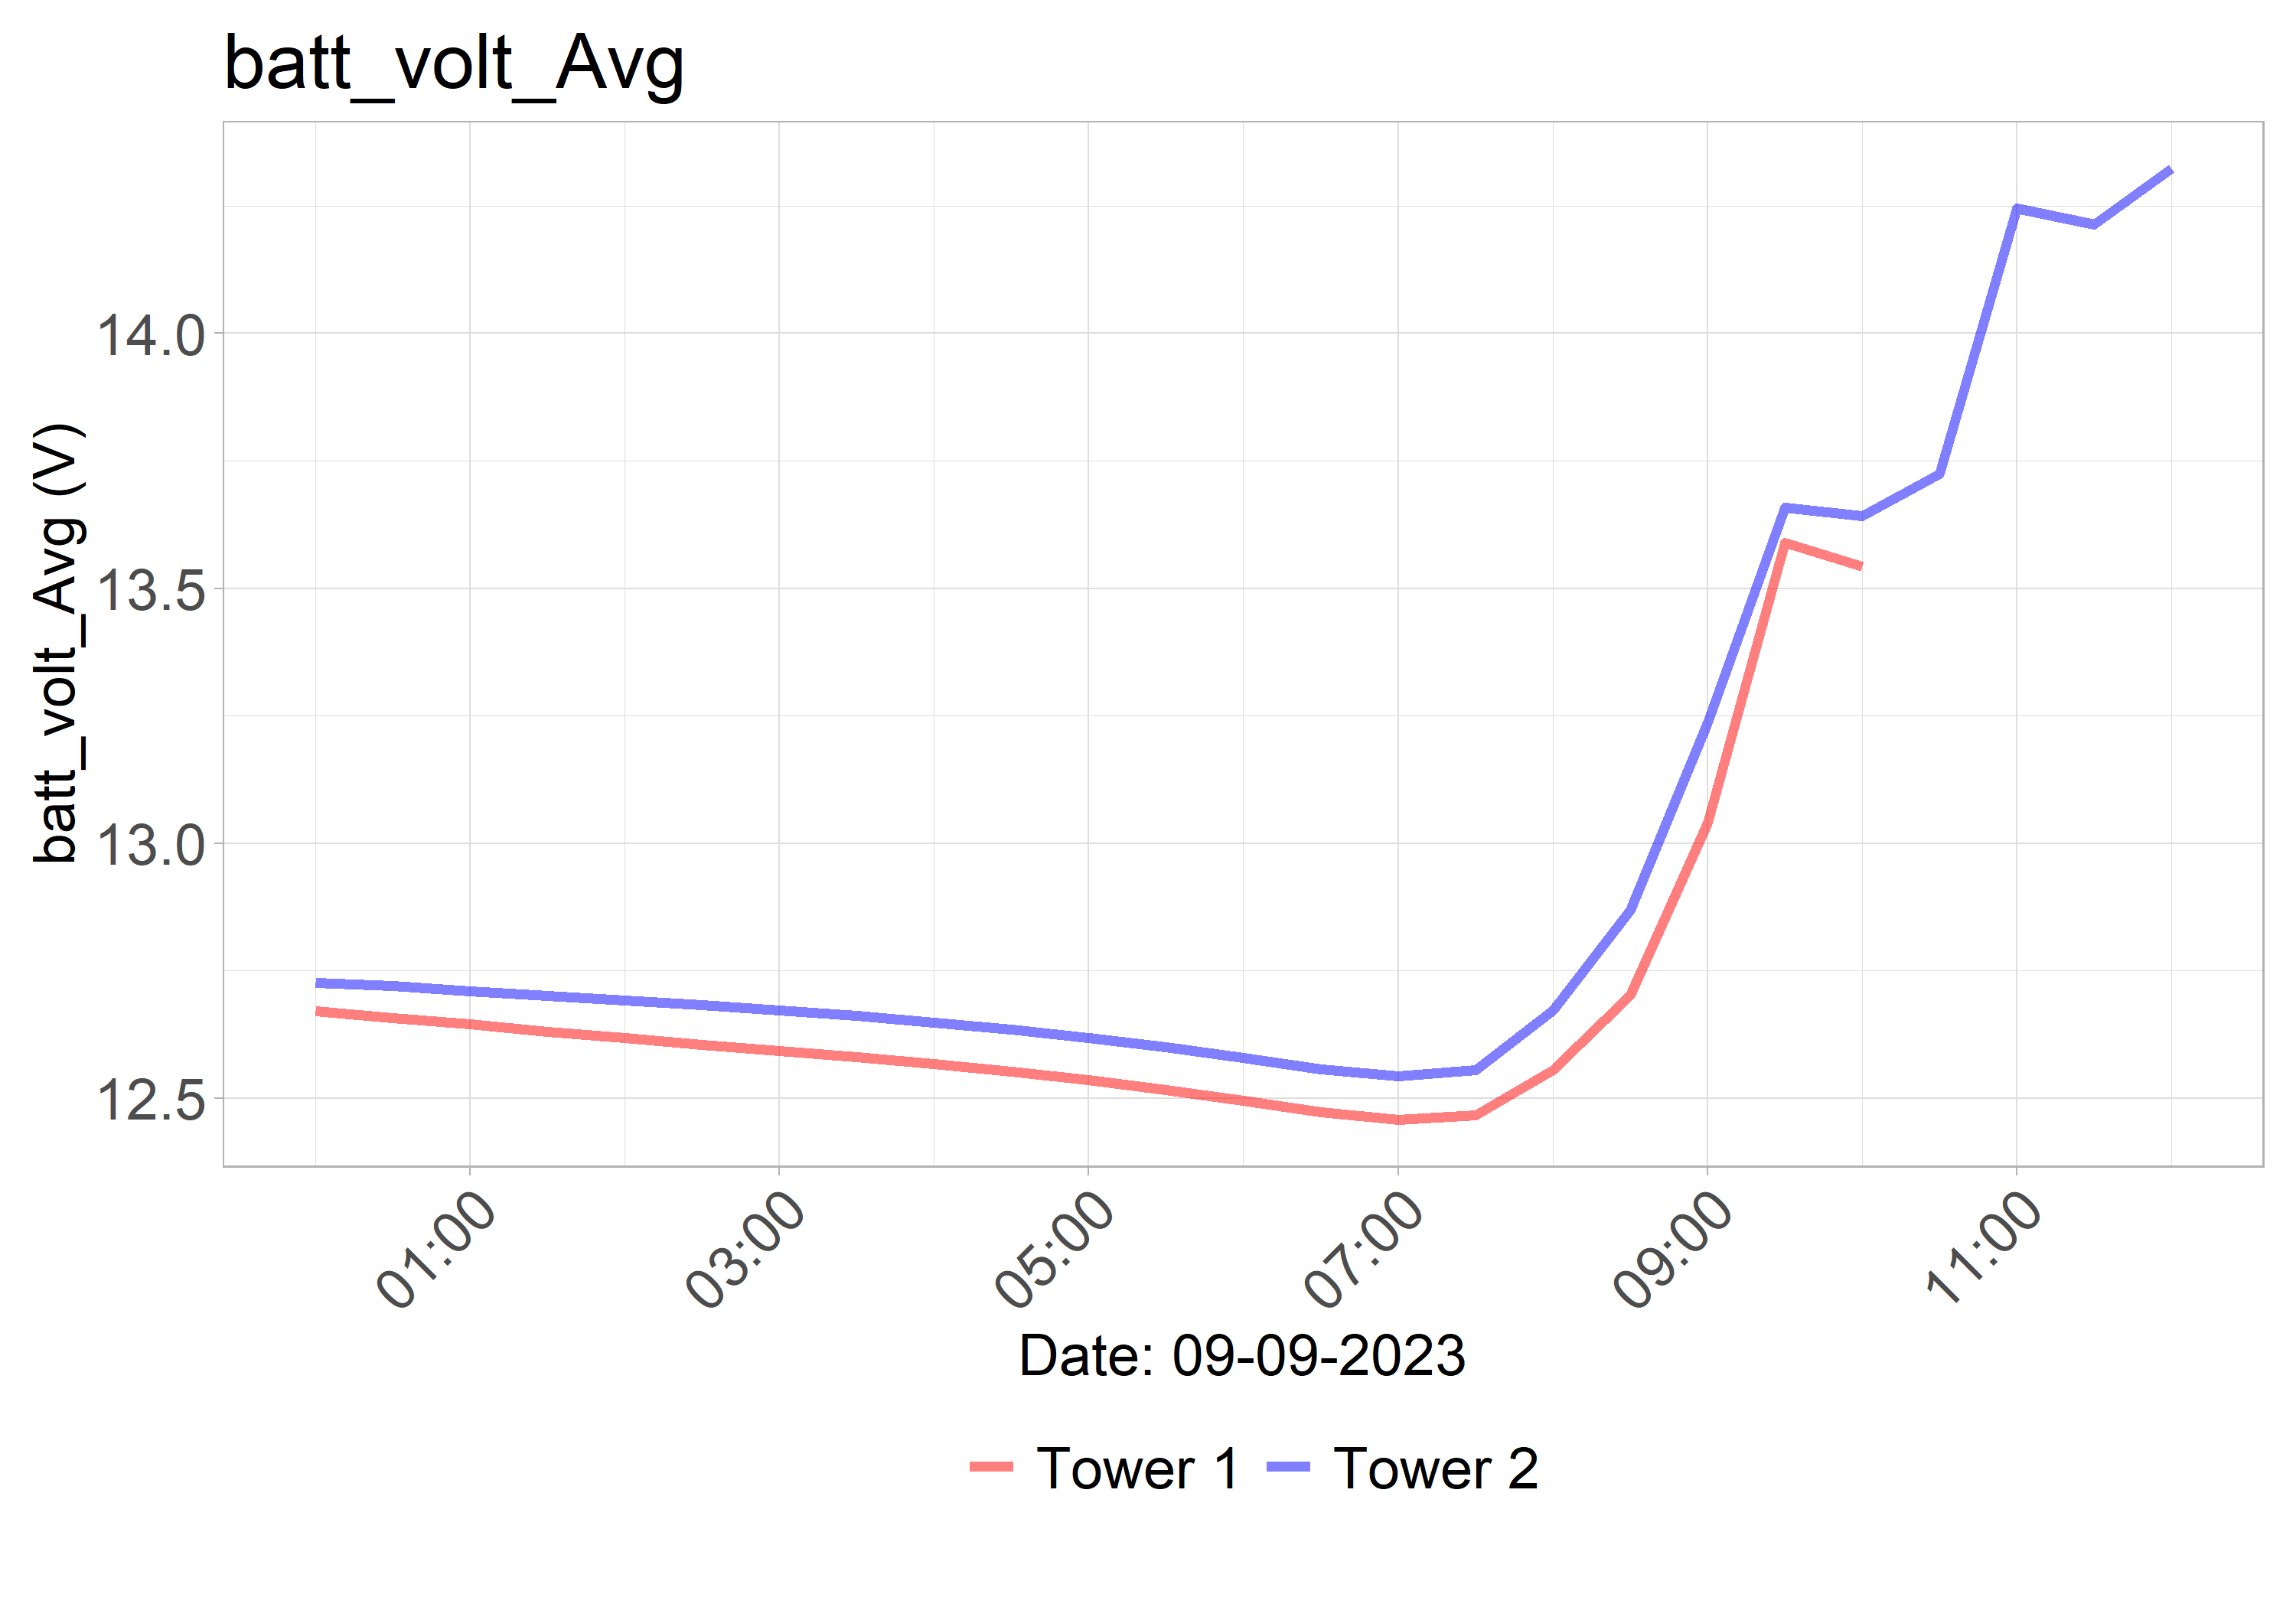 batt_volt_Avg
batt_volt_Avg (V)
14.0
13.5
13.0
12.5
01:00
03:00
05:00
07:00
09:00
11:00
Date: 09-09-2023
Tower 1
Tower 2